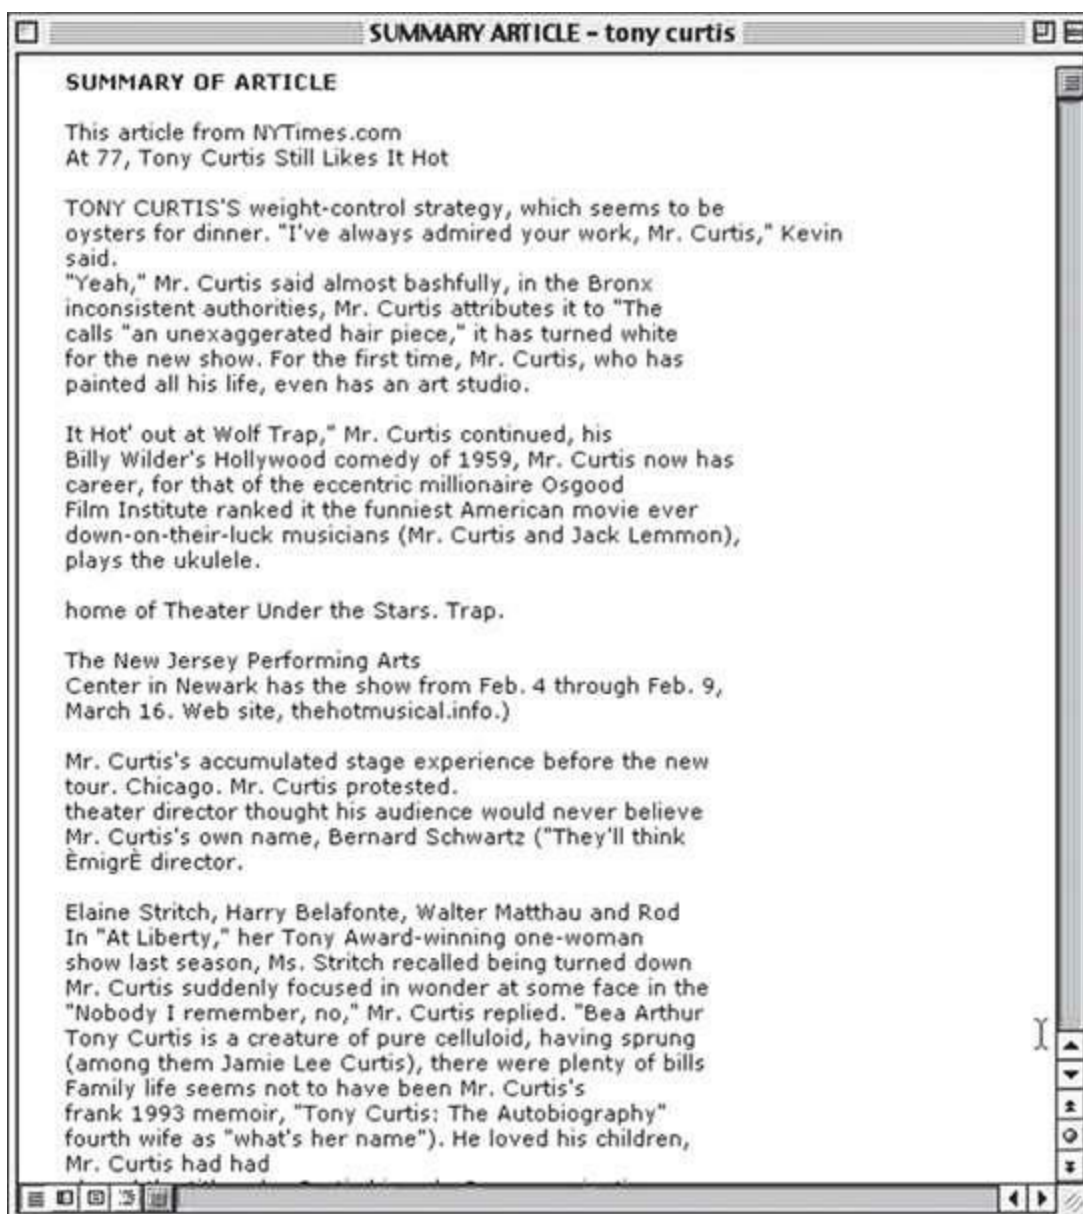 SUMMARY ARTICLE – tony curtis
SUMMARY OF ARTICLE
This article from NYTimes.com
At 77, Tony Curtis Still Likes It Hot
TONY CURTIS'S weight-control strategy, which seems to be
oysters for dinner. "I've always admired your work, Mr. Curtis," Kevin
said.
"Yeah," Mr. Curtis said almost bashfully, in the Bronx
inconsistent authorities, Mr. Curtis attributes it to "The
calls "an unexaggerated hair piece," it has turned white
for the new show. For the first time, Mr. Curtis, who has
painted all his life, even has an art studio.
It Hot' out at Wolf Trap," Mr. Curtis continued, his
Billy Wilder's Hollywood comedy of 1959, Mr. Curtis now has
career, for that of the eccentric millionaire Osgood
Film Institute ranked it the funniest American movie ever
down-on-their-luck musicians (Mr. Curtis and Jack Lemmon),
plays the ukulele.
home of Theater Under the Stars. Trap.
The New Jersey Performing Arts
Center in Newark has the show from Feb. 4 through Feb. 9,
March 16. Web site, thehotmusical.info.)
Mr. Curtis's accumulated stage experience before the new
tour. Chicago. Mr. Curtis protested.
theater director thought his audience would never believe
Mr. Curtis's own name, Bernard Schwartz ("They'll think
ÈmigrÈ director.
Elaine Stritch, Harry Belafonte, Walter Matthau and Rod
In "At Liberty," her Tony Award-winning one-woman
show last season, Ms. Stritch recalled being turned down
Mr. Curtis suddenly focused in wonder at some face in the
"Nobody I remember, no," Mr. Curtis replied. "Bea Arthur
Tony Curtis is a creature of pure celluloid, having sprung
(among them Jamie Lee Curtis), there were plenty of bills
Family life seems not to have been Mr. Curtis's
frank 1993 memoir, "Tony Curtis: The Autobiography"
fourth wife as "what's her name"). He loved his children,
Mr. Curtis had had